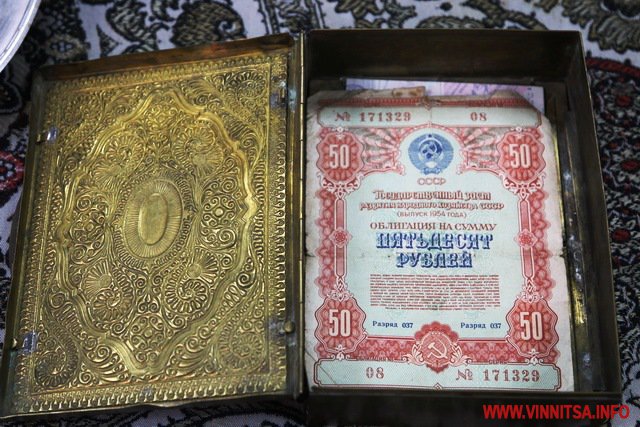 № 171329 08
50 50
СССР
Государственный заем
развития народного хозяйства СССР
(ВЫПУСК 1954 ГОДА)
ОБЛИГАЦИЯ НА СУММУ
ПЯТЬДЕСЯТ
РУБЛЕЙ
50 50
Разряд 037 Разряд 037
08 № 171329
WWW.VINNITSA.INFO